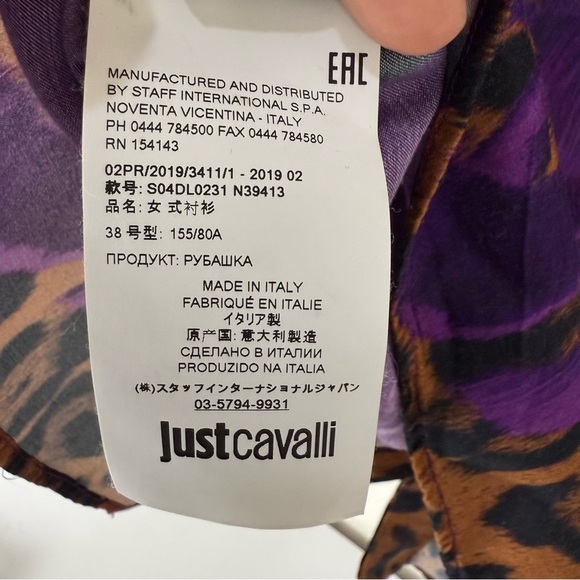 EAC
MANUFACTURED AND DISTRIBUTED
BY STAFF INTERNATIONAL S.P.A.
NOVENTA VICENTINA - ITALY
PH 0444 784500 FAX 0444 784580
RN 154143
02PR/2019/3411/1 - 2019 02
款号: S04DL0231 N39413
品名: 女 式衬衫
38 号型: 155/80A
ПРОДУКТ: РУБАШКА
MADE IN ITALY
FABRIQUÉ EN ITALIE
イタリア製
原产国: 意大利製造
СДЕЛАНО В ИТАЛИИ
PRODUZIDO NA ITALIA
(株)スタッフインターナショナルジャパン
03-5794-9931
justcavalli